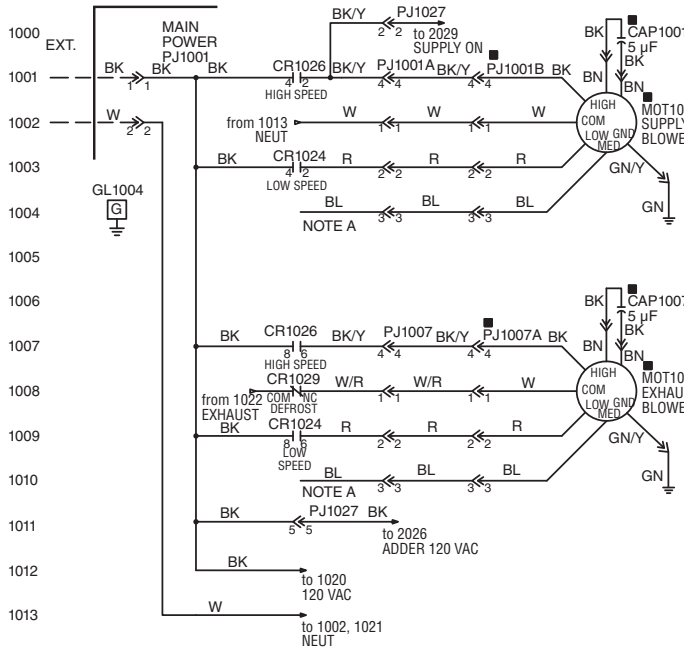 1000 EXT. MAIN POWER PJ1001 BK/Y PJ1027 2 2 to 2029 SUPPLY ON BK CAP1001 5 µF BK
1001 BK 1 1 BK BK CR1026 4 2 HIGH SPEED BK/Y PJ1001A 4 4 BK/Y PJ1001B 4 4 BK BN BN
HIGH COM LOW GND MED SUPPLY BLOWE
1002 W 2 2 from 1013 NEUT W 1 1 W 1 1 W
1003 BK CR1024 4 2 LOW SPEED R 2 2 R 2 2 R GN/Y
1004 GL1004 G NOTE A BL 3 3 BL 3 3 BL GN
1005
1006 BK CAP1007 5 µF BK
1007 BK CR1026 8 6 HIGH SPEED BK/Y PJ1007 4 4 BK/Y PJ1007A 4 4 BK BN BN
HIGH COM LOW GND MED EXHAUS BLOWE
1008 from 1022 EXHAUST CR1029 COM NC DEFROST W/R 1 1 W/R 1 1 W
1009 BK CR1024 8 6 LOW SPEED R 2 2 R 2 2 R GN/Y
1010 NOTE A BL 3 3 BL 3 3 BL GN
1011 BK PJ1027 5 5 BK to 2026 ADDER 120 VAC
1012 BK to 1020 120 VAC
1013 W to 1002, 1021 NEUT